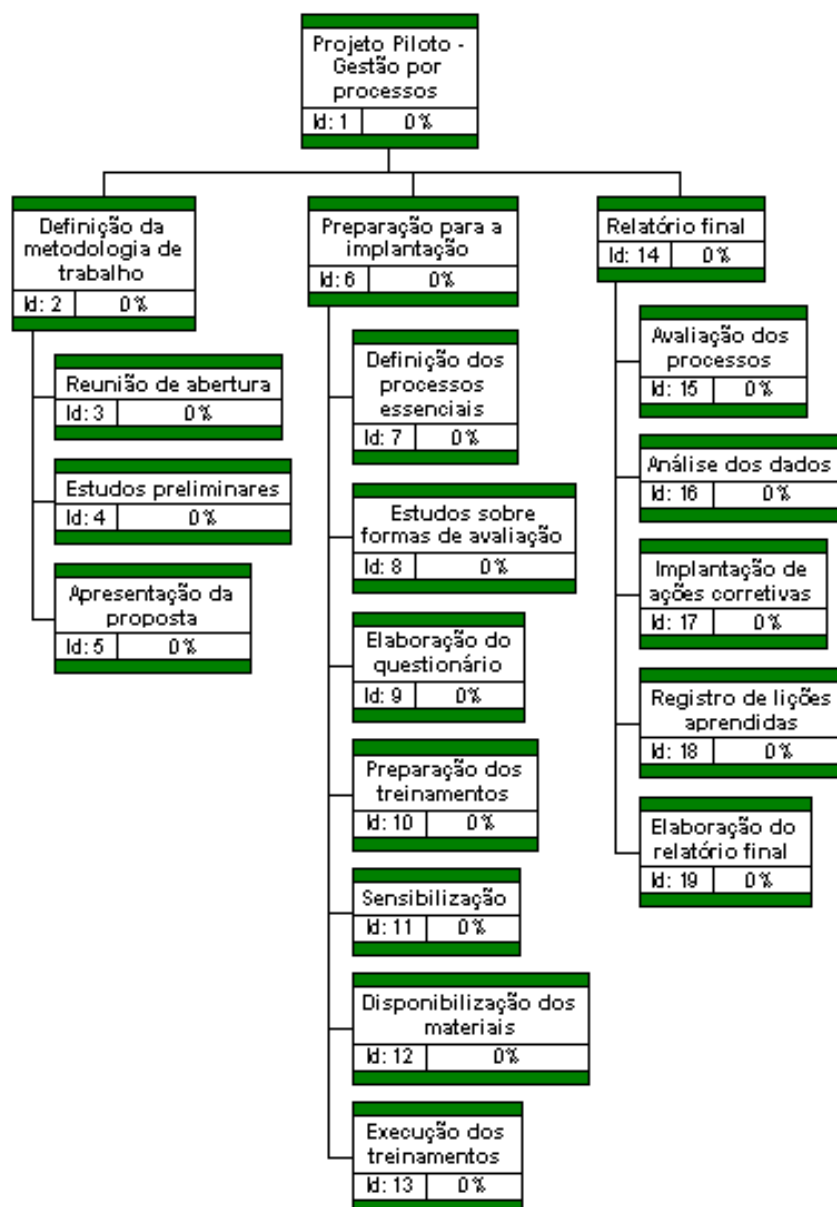 Projeto Piloto -
Gestão por
processos
Id: 1 0%
Definição da
metodologia de
trabalho
Id: 2 0%
Reunião de abertura
Id: 3 0%
Estudos preliminares
Id: 4 0%
Apresentação da
proposta
Id: 5 0%
Preparação para a
implantação
Id: 6 0%
Definição dos
processos
essenciais
Id: 7 0%
Estudos sobre
formas de avaliação
Id: 8 0%
Elaboração do
questionário
Id: 9 0%
Preparação dos
treinamentos
Id: 10 0%
Sensibilização
Id: 11 0%
Disponibilização dos
materiais
Id: 12 0%
Execução dos
treinamentos
Id: 13 0%
Relatório final
Id: 14 0%
Avaliação dos
processos
Id: 15 0%
Análise dos dados
Id: 16 0%
Implantação de
ações corretivas
Id: 17 0%
Registro de lições
aprendidas
Id: 18 0%
Elaboração do
relatório final
Id: 19 0%